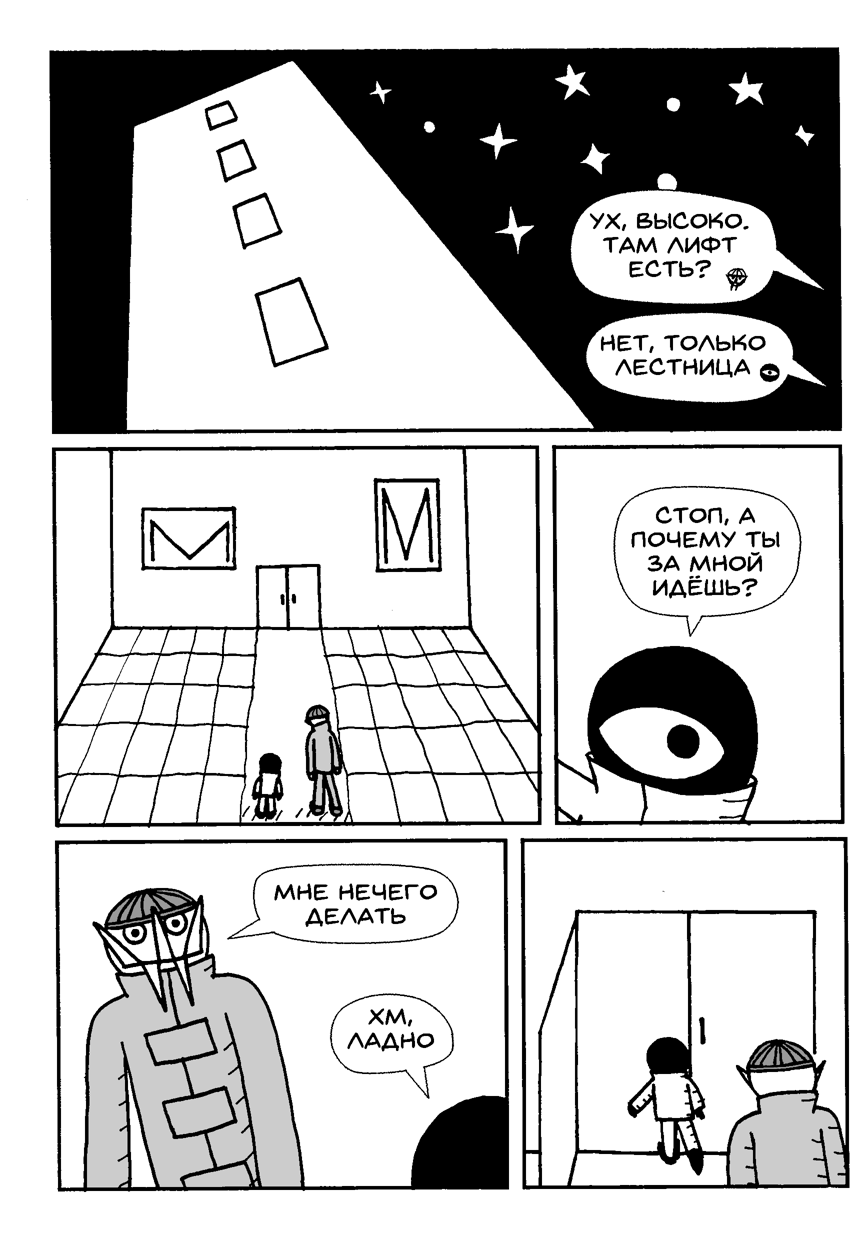 УХ, ВЫСОКО.
ТАМ ЛИФТ
ЕСТЬ?
НЕТ, ТОЛЬКО
ЛЕСТНИЦА
СТОП, А
ПОЧЕМУ ТЫ
ЗА МНОЙ
ИДЁШЬ?
МНЕ НЕЧЕГО
ДЕЛАТЬ
ХМ,
ЛАДНО